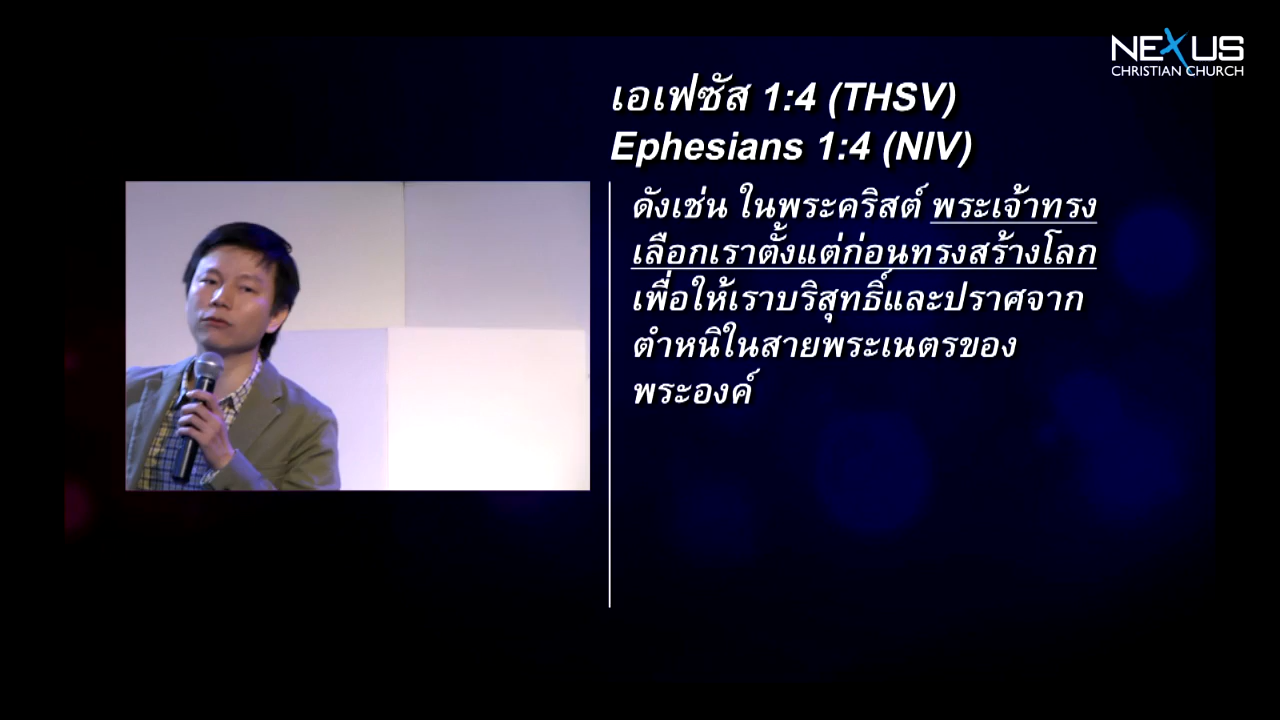 NEXUS
CHRISTIAN CHURCH
เอเฟซัส 1:4 (THSV)
Ephesians 1:4 (NIV)
ดังเช่น ในพระคริสต์ พระเจ้าทรง
เลือกเราตั้งแต่ก่อนทรงสร้างโลก
เพื่อให้เราบริสุทธิ์และปราศจาก
ตำหนิในสายพระเนตรของ
พระองค์